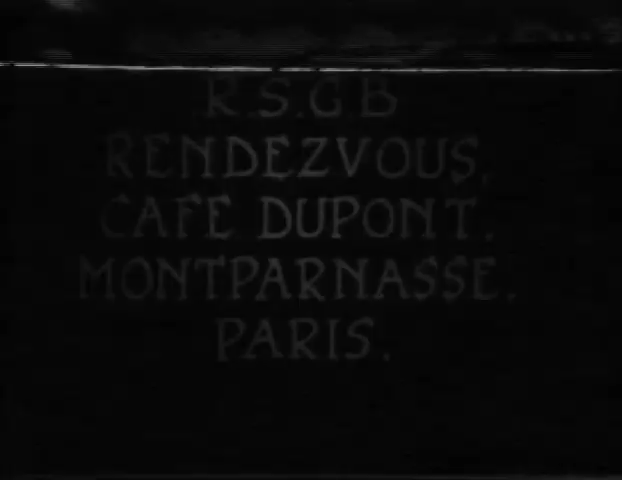 R.S.G.B
RENDEZVOUS,
CAFE DUPONT.
MONTPARNASSE.
PARIS.